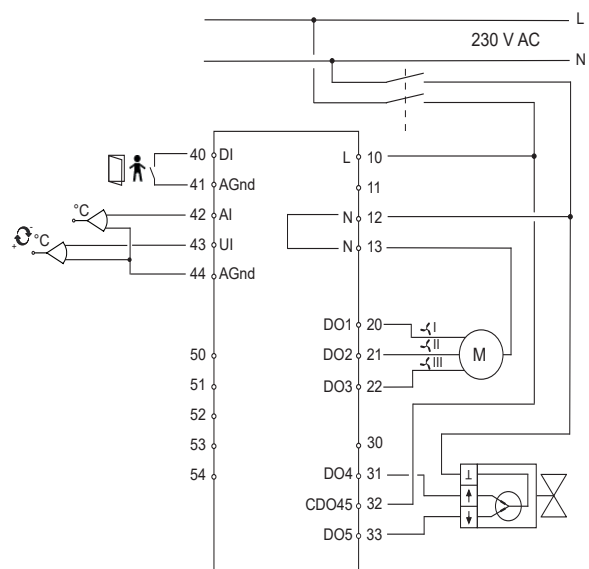 L
230 V AC
N
40 DI L 10
41 AGnd 11
°C 42 AI N 12
°C 43 UI N 13
- +
44 AGnd
DO1 20 I
50 DO2 21 II M
51 DO3 22 III
52
53 30
54 DO4 31 ⊥
CDO45 32 ↑
DO5 33 ↓